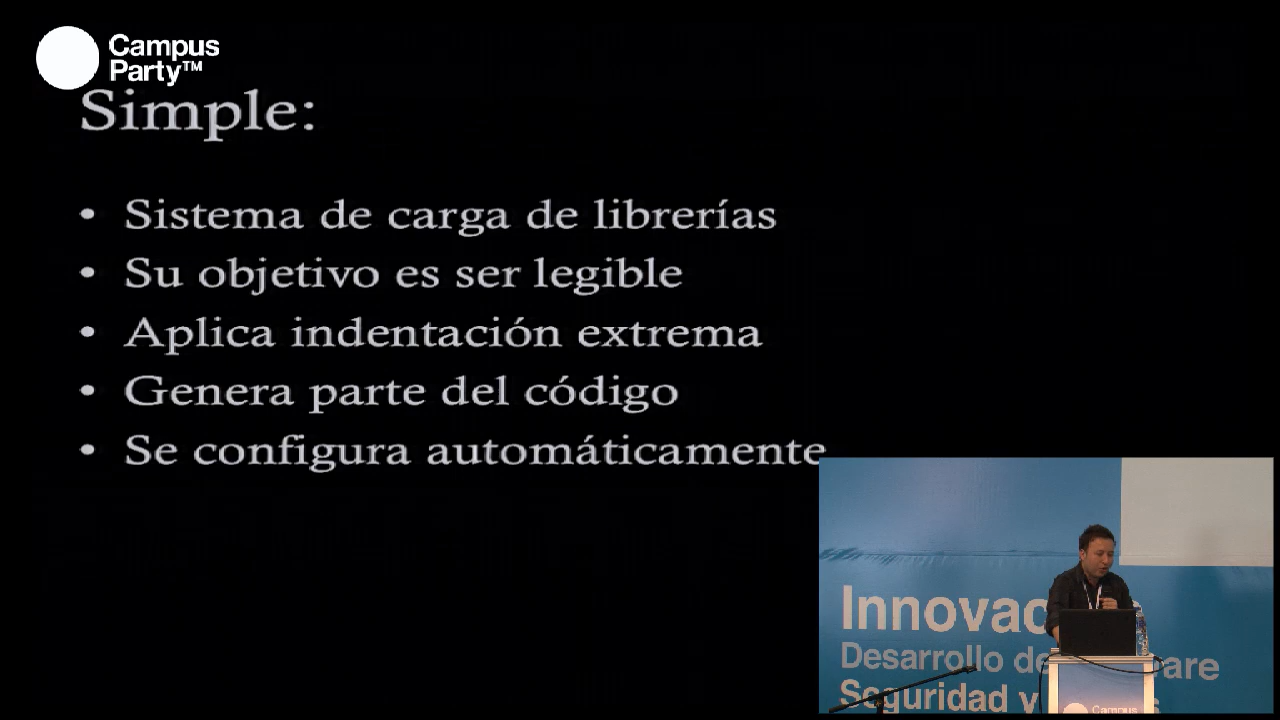 Campus
Party™
Simple:
• Sistema de carga de librerías
• Su objetivo es ser legible
• Aplica indentación extrema
• Genera parte del código
• Se configura automáticamente
Innovac
Desarrollo de are
Seguridad y s
Campus